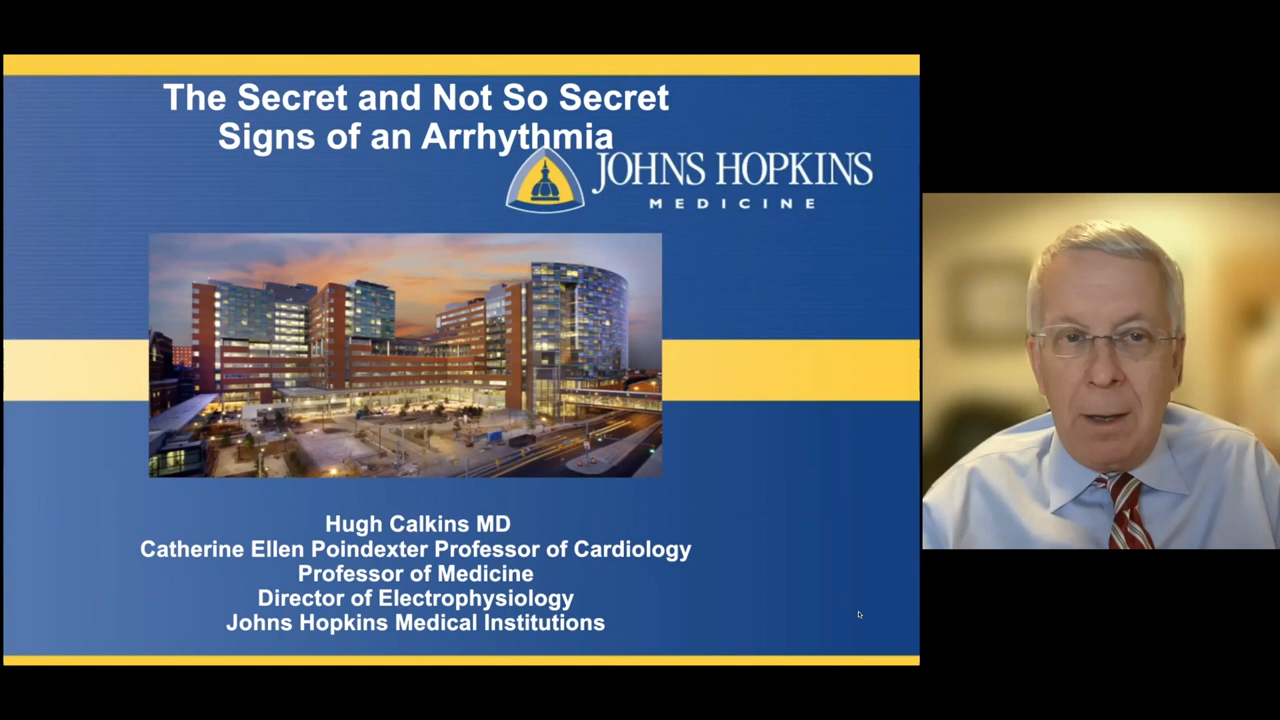 The Secret and Not So Secret
Signs of an Arrhythmia
JOHNS HOPKINS
MEDICINE
Hugh Calkins MD
Catherine Ellen Poindexter Professor of Cardiology
Professor of Medicine
Director of Electrophysiology
Johns Hopkins Medical Institutions